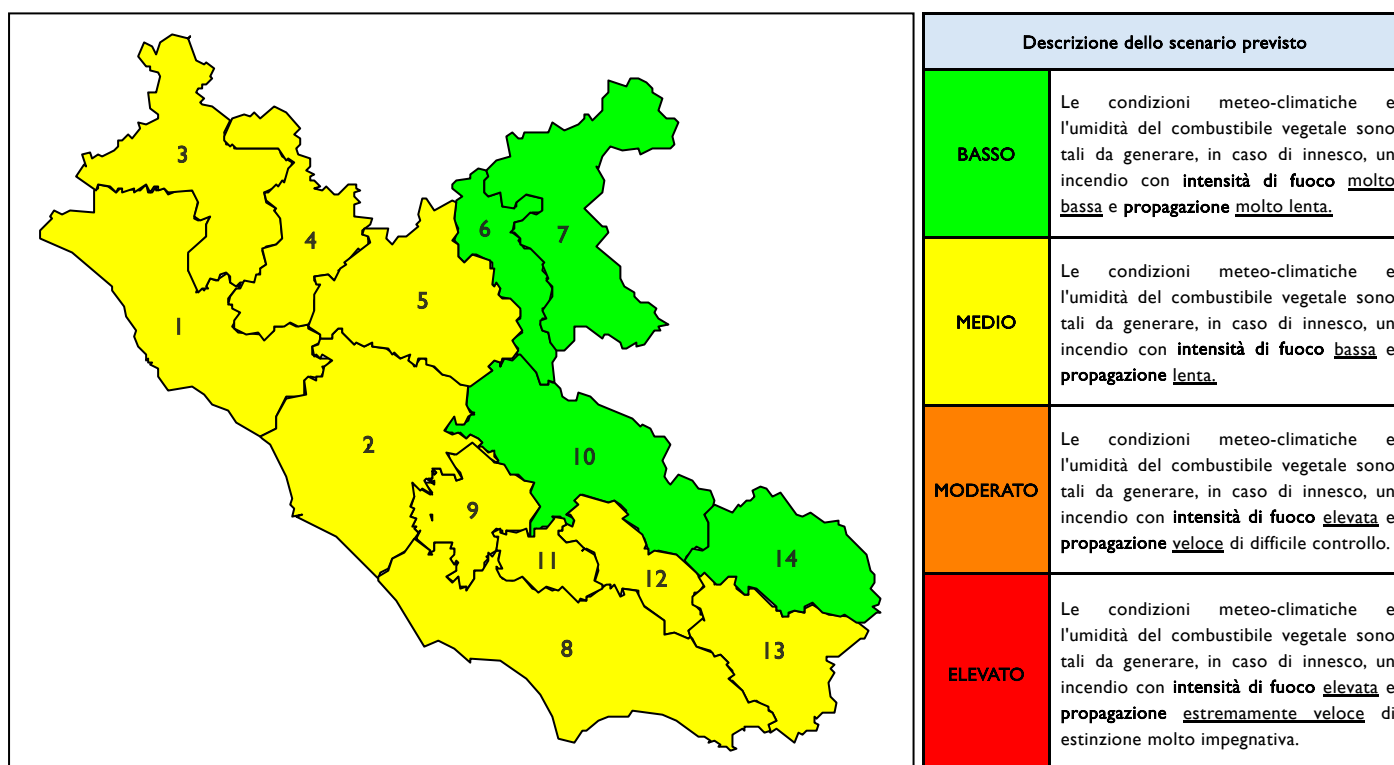 3
4
6
7
5
1
2
10
9
11
12
14
8
13
Descrizione dello scenario previsto
BASSO
Le condizioni meteo-climatiche e
l'umidità del combustibile vegetale sono
tali da generare, in caso di innesco, un
incendio con intensità di fuoco molto
bassa e propagazione molto lenta.
MEDIO
Le condizioni meteo-climatiche e
l'umidità del combustibile vegetale sono
tali da generare, in caso di innesco, un
incendio con intensità di fuoco bassa e
propagazione lenta.
MODERATO
Le condizioni meteo-climatiche e
l'umidità del combustibile vegetale sono
tali da generare, in caso di innesco, un
incendio con intensità di fuoco elevata e
propagazione veloce di difficile controllo.
ELEVATO
Le condizioni meteo-climatiche e
l'umidità del combustibile vegetale sono
tali da generare, in caso di innesco, un
incendio con intensità di fuoco elevata e
propagazione estremamente veloce di
estinzione molto impegnativa.